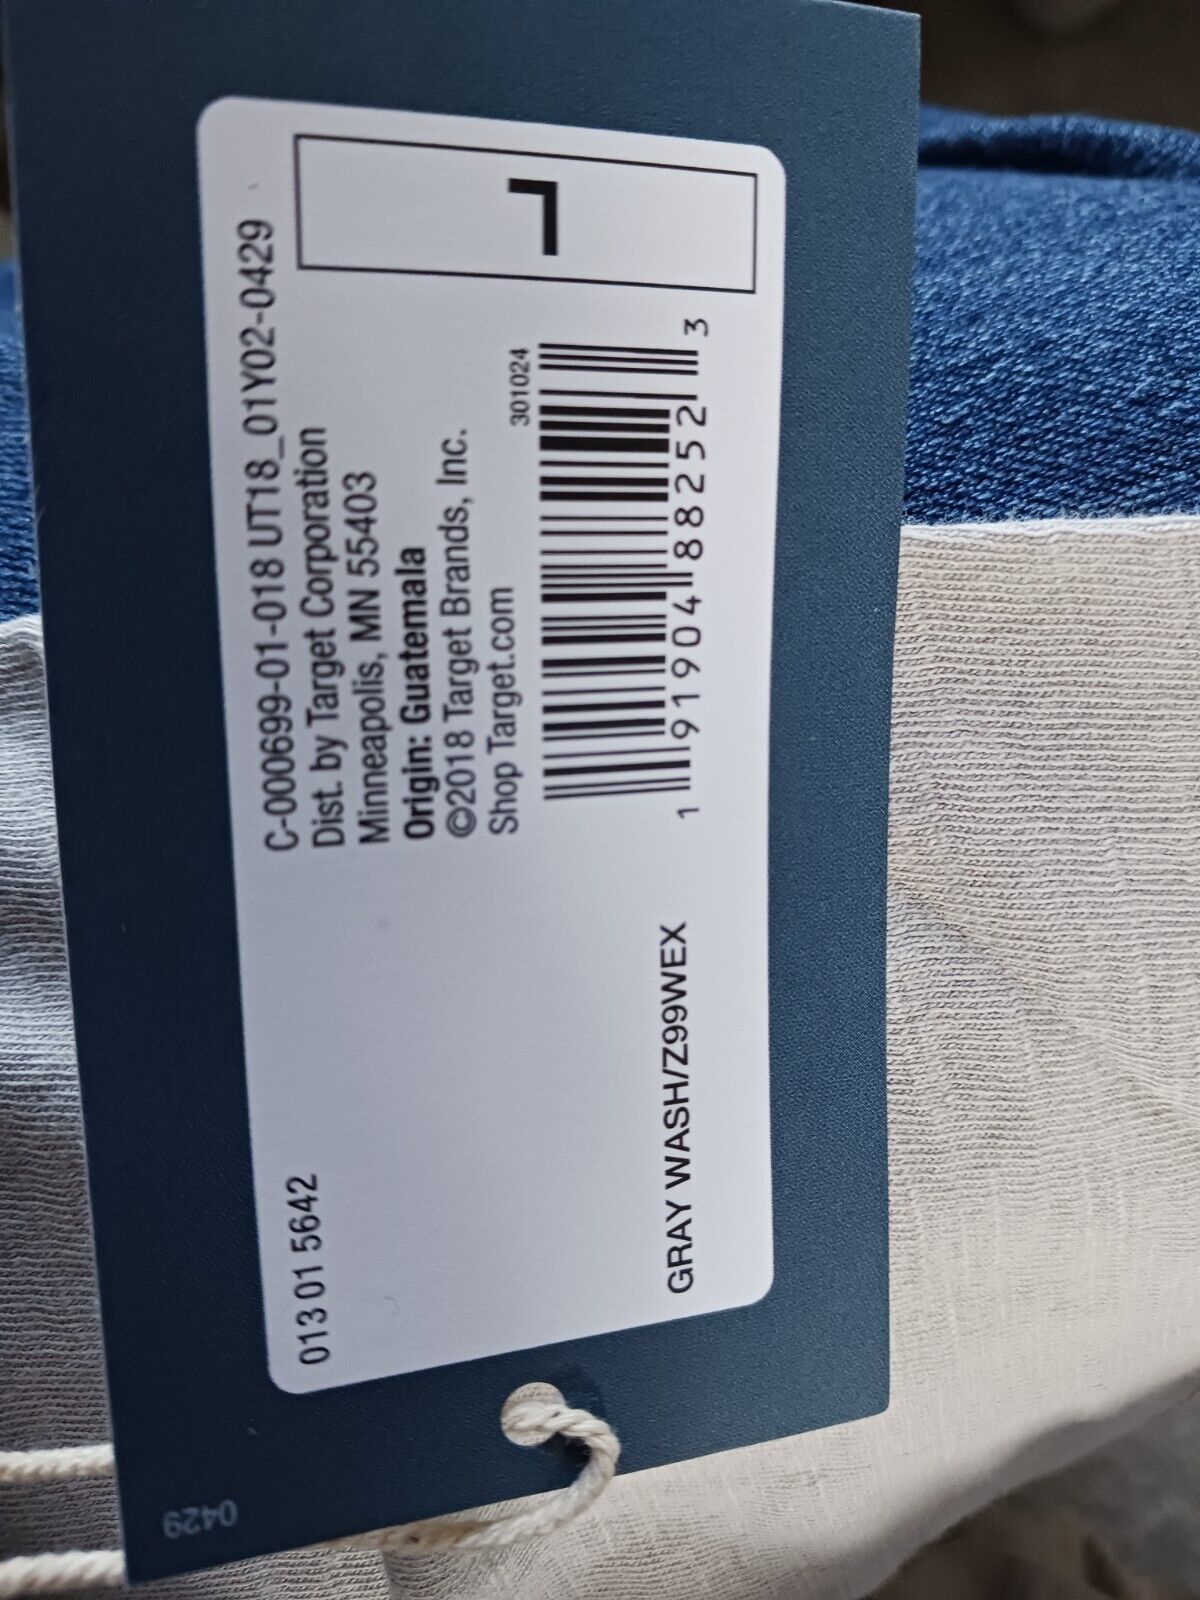 L
C-000699-01-018 UT18_01Y02-0429
Dist. by Target Corporation
Minneapolis, MN 55403
Origin: Guatemala
©2018 Target Brands, Inc.
Shop Target.com
301024
1 91904 88252 3
013 01 5642
GRAY WASH/Z99WEX
0429